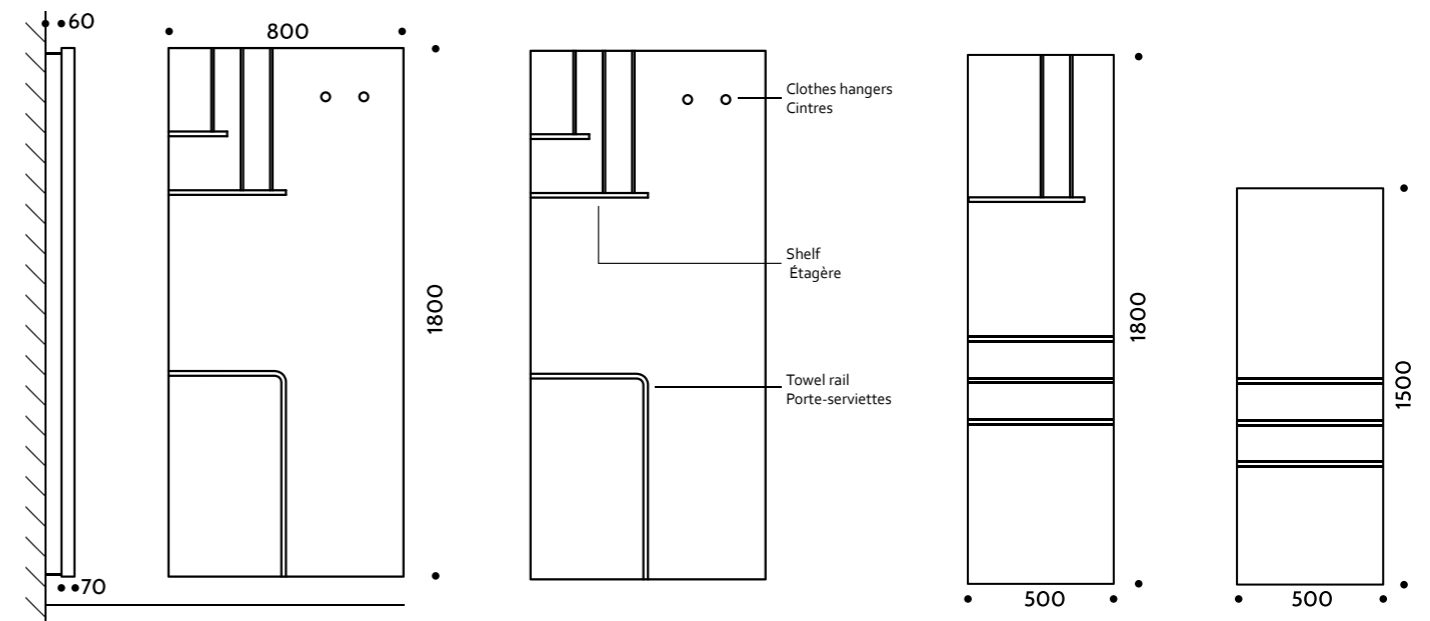 60
800
Clothes hangers
Cintres
Shelf
Étagère
1800
1800
Towel rail
Porte-serviettes
1500
70
500
500